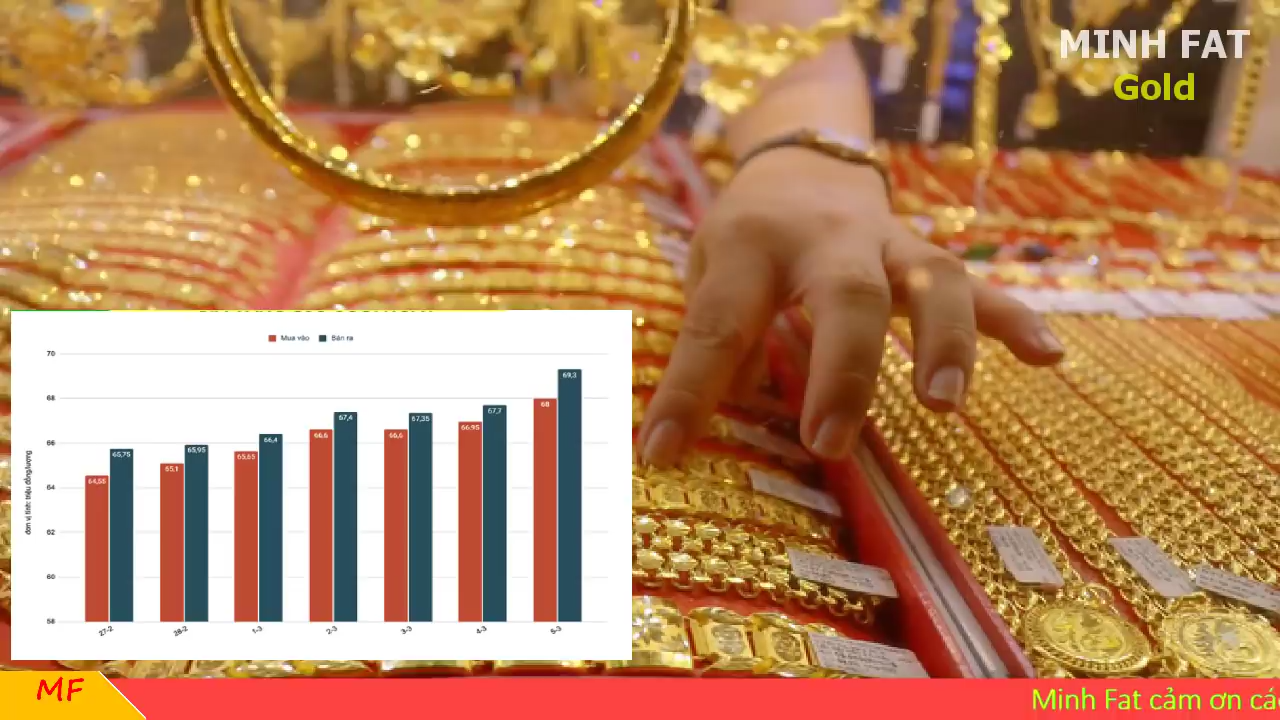 MINH FAT
Gold
Mua vào Bán ra
đơn vị tính: triệu đồng/lượng
70
68
66
64
62
60
58
64,55 65,75 65,1 65,95 65,65 66,4 66,6 67,4 66,6 67,35 66,95 67,7 68 69,3
27-2 28-2 1-3 2-3 3-3 4-3 5-3
MF
Minh Fat cảm ơn các